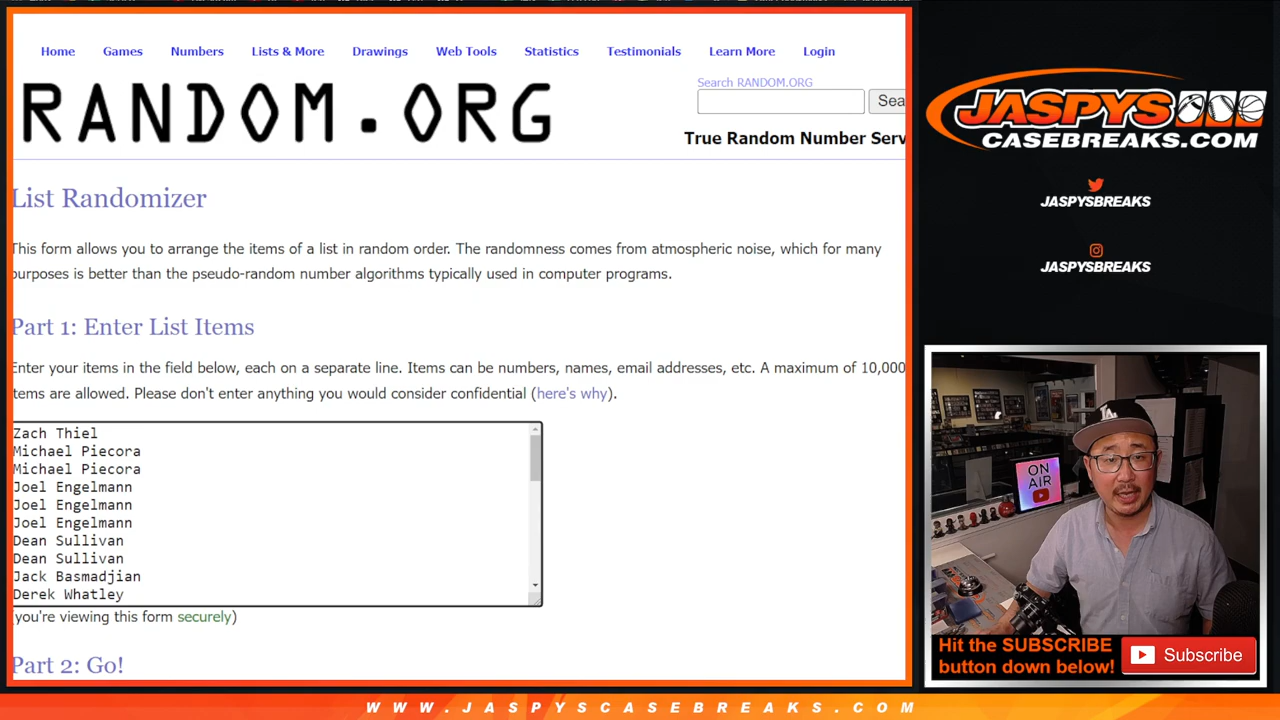 Home Games Numbers Lists & More Drawings Web Tools Statistics Testimonials Learn More Login
RANDOM.ORG
Search RANDOM.ORG
Sea
True Random Number Serv
List Randomizer
This form allows you to arrange the items of a list in random order. The randomness comes from atmospheric noise, which for many
purposes is better than the pseudo-random number algorithms typically used in computer programs.
Part 1: Enter List Items
Enter your items in the field below, each on a separate line. Items can be numbers, names, email addresses, etc. A maximum of 10,000
items are allowed. Please don't enter anything you would consider confidential (here's why).
Zach Thiel
Michael Piecora
Michael Piecora
Joel Engelmann
Joel Engelmann
Joel Engelmann
Dean Sullivan
Dean Sullivan
Jack Basmadjian
Derek Whatley
(you're viewing this form securely)
Part 2: Go!
JASPYS
CASEBREAKS.COM
JASPYSBREAKS
JASPYSBREAKS
ON
AIR
LA
Hit the SUBSCRIBE
button down below!
Subscribe
WWW.JASPYSCASEBREAKS.COM